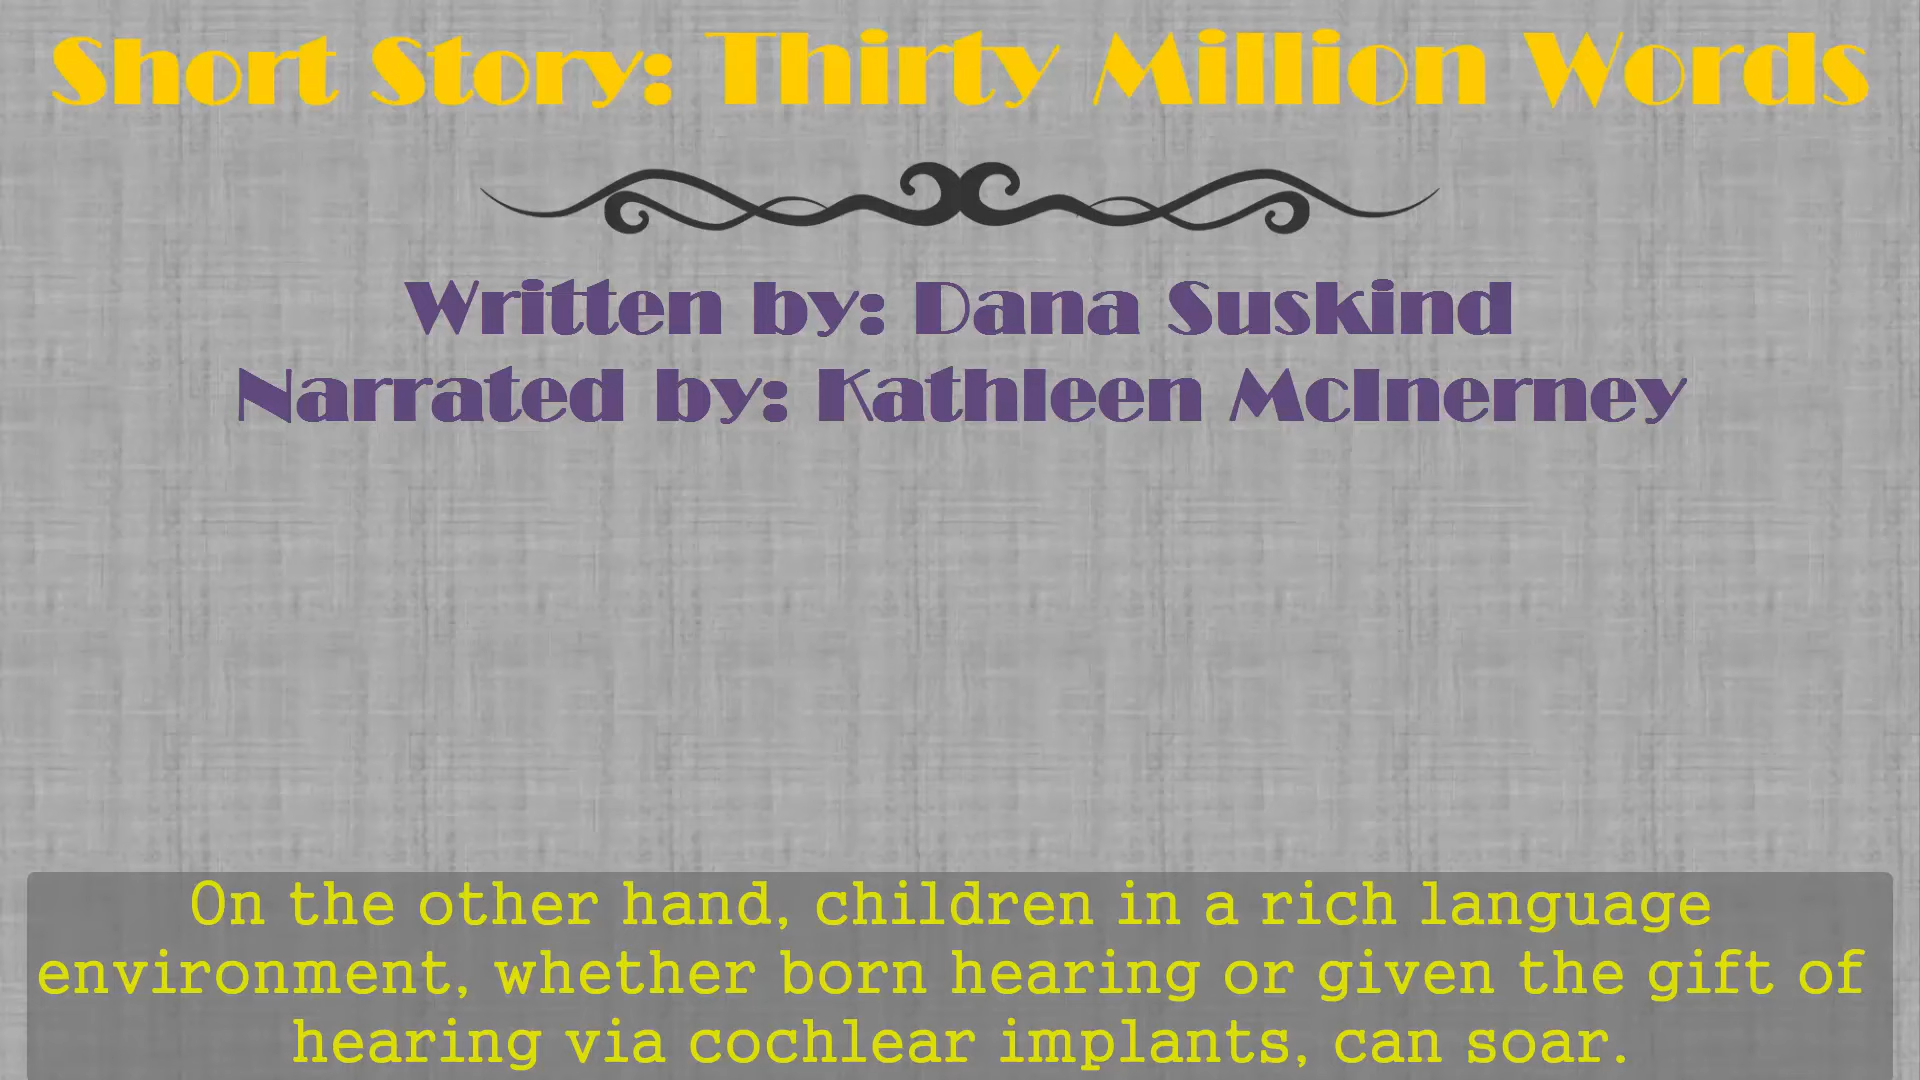 Short Story: Thirty Million Words
Written by: Dana Suskind
Narrated by: Kathleen McInerney
On the other hand, children in a rich language
environment, whether born hearing or given the gift of
hearing via cochlear implants, can soar.